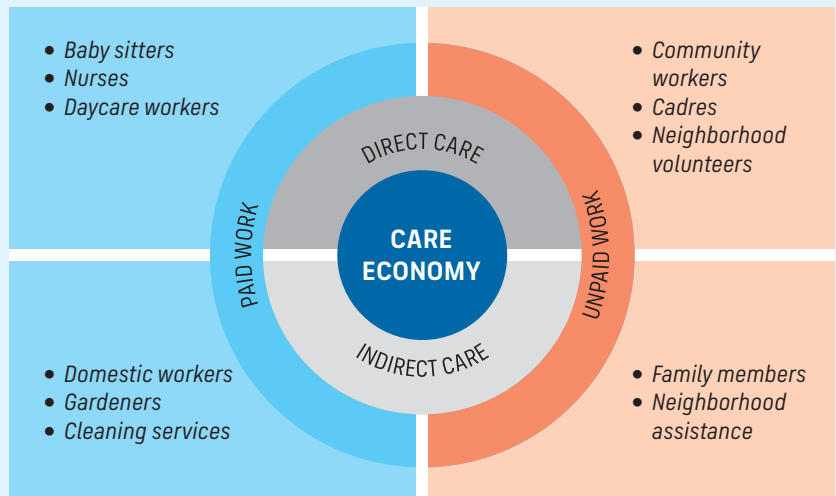 • Baby sitters
• Nurses
• Daycare workers
• Community
workers
• Cadres
• Neighborhood
volunteers
DIRECT CARE
PAID WORK
CARE
ECONOMY
UNPAID WORK
INDIRECT CARE
• Domestic workers
• Gardeners
• Cleaning services
• Family members
• Neighborhood
assistance